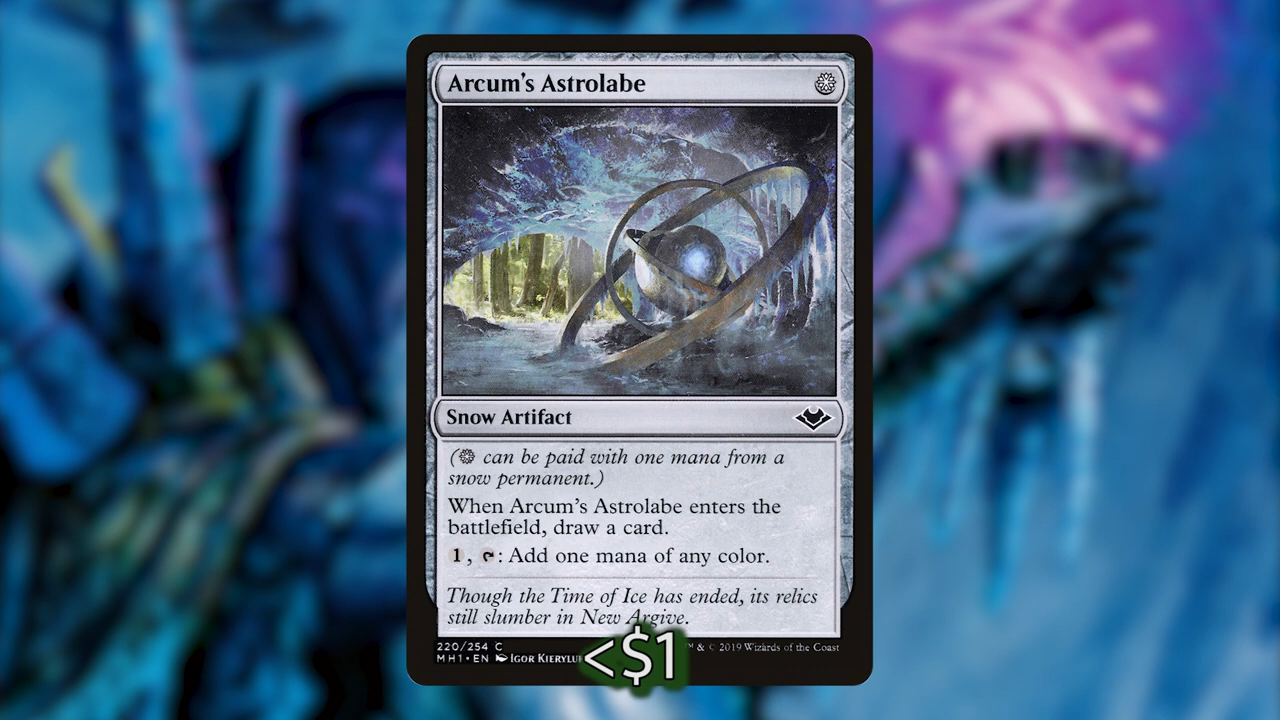 Arcum's Astrolabe
Snow Artifact
( can be paid with one mana from a
snow permanent.)
When Arcum's Astrolabe enters the
battlefield, draw a card.
1, : Add one mana of any color.
Though the Time of Ice has ended, its relics
still slumber in New Argive.
220/254 C
MH1 • EN IGOR
™ & © 2019 Wizards of the Coast
<$1